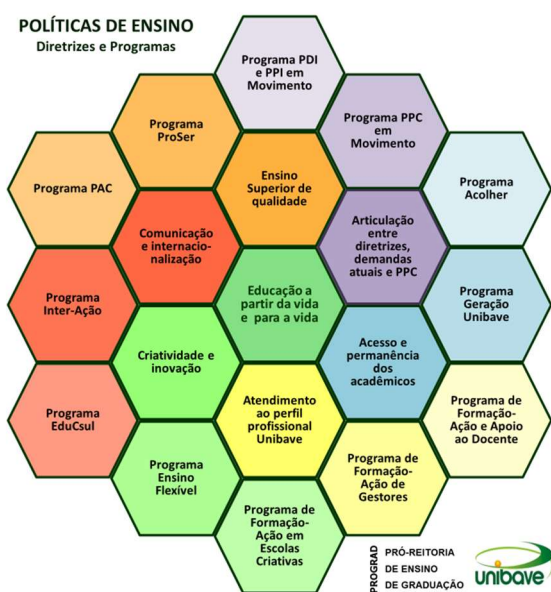 POLÍTICAS DE ENSINO
Diretrizes e Programas
Programa PDI
e PPI em
Movimento
Programa
ProSer
Programa PPC
em
Movimento
Programa PAC
Ensino
Superior de
qualidade
Programa
Acolher
Comunicação
e internacio-
nalização
Articulação
entre
diretrizes,
demandas
atuais e PPC
Programa
Inter-Ação
Educação a
partir da vida
e para a vida
Programa
Geração
Unibave
Criatividade e
inovação
Acesso e
permanência
dos
acadêmicos
Programa
EduCsul
Atendimento
ao perfil
profissional
Unibave
Programa de
Formação-
Ação e Apoio
ao Docente
Programa
Ensino
Flexível
Programa de
Formação-
Ação de
Gestores
Programa de
Formação-
Ação em
Escolas
Criativas
PROGRAD
PRÓ-REITORIA
DE ENSINO
DE GRADUAÇÃO
unibave